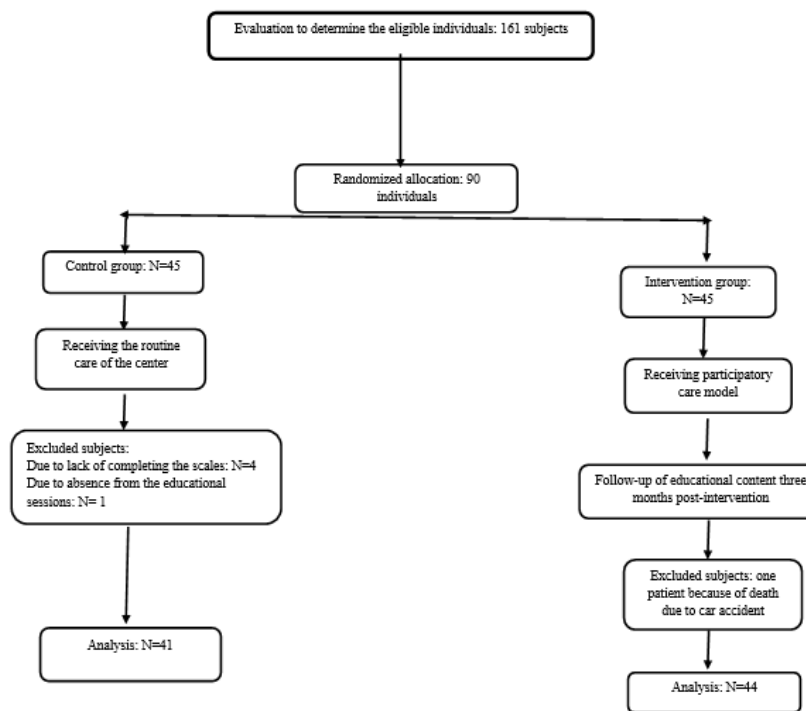 Evaluation to determine the eligible individuals: 161 subjects
Randomized allocation: 90
individuals
Control group: N=45
Intervention group:
N=45
Receiving the routine
care of the center
Receiving participatory
care model
Excluded subjects:
Due to lack of completing the scales: N=4
Due to absence from the educational
sessions: N= 1
Follow-up of educational content three
months post-intervention
Excluded subjects: one
patient because of death
due to car accident
Analysis: N=41
Analysis: N=44